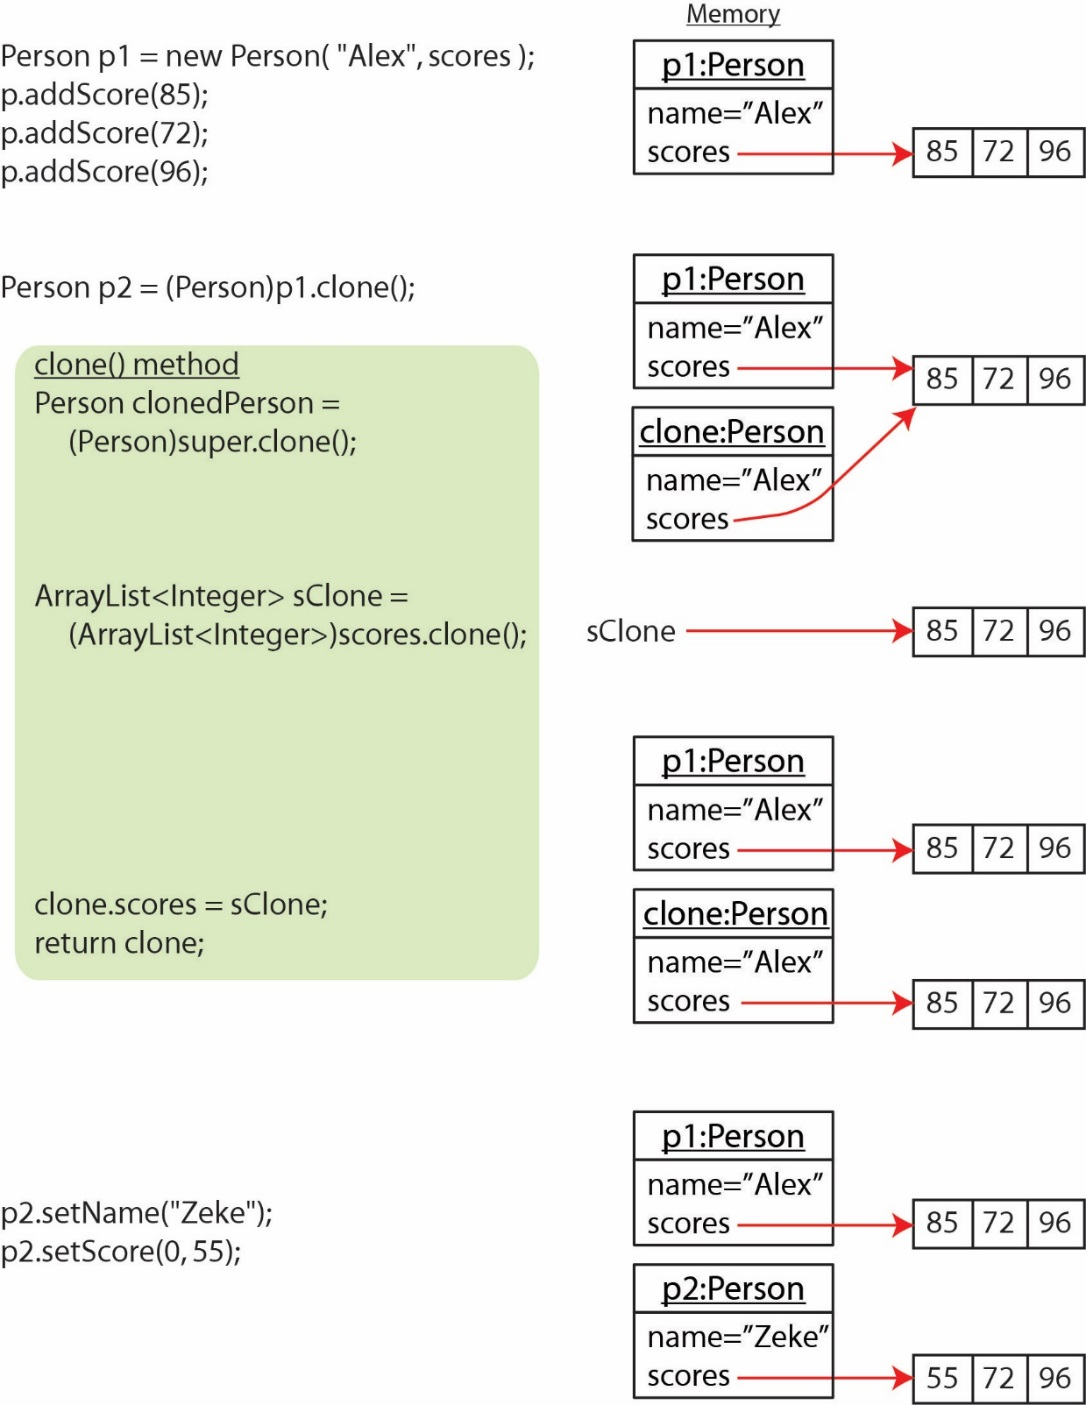 Memory
Person p1 = new Person( "Alex", scores );
p.addScore(85);
p.addScore(72);
p.addScore(96);
p1:Person
name="Alex"
scores
85 72 96
Person p2 = (Person)p1.clone();
p1:Person
name="Alex"
scores
85 72 96
clone() method
Person clonedPerson =
(Person)super.clone();
clone:Person
name="Alex"
scores
ArrayList<Integer> sClone =
(ArrayList<Integer>)scores.clone();
sClone
85 72 96
p1:Person
name="Alex"
scores
85 72 96
clone.scores = sClone;
return clone;
clone:Person
name="Alex"
scores
85 72 96
p1:Person
name="Alex"
scores
85 72 96
p2.setName("Zeke");
p2.setScore(0, 55);
p2:Person
name="Zeke"
scores
55 72 96